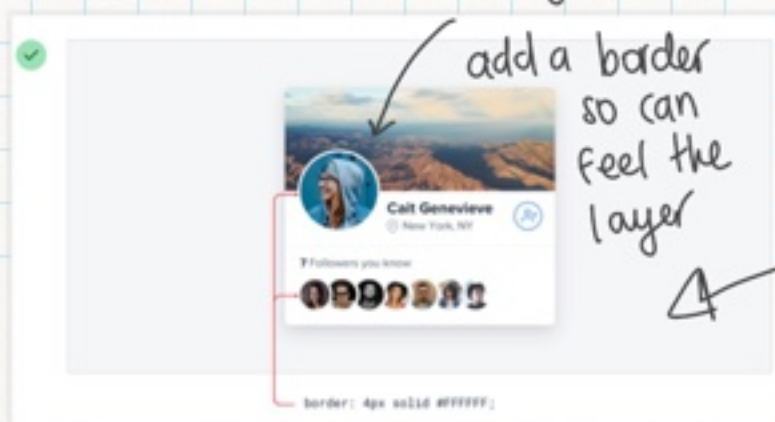 add a border
so can
feel the
layer
Cait Genevieve
New York, NY
7 Followers you know
border: 4px solid #FFFFFF;